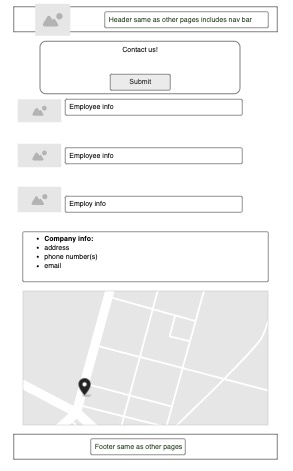 Header same as other pages includes nav bar
Contact us!
Submit
Employee info
Employee info
Employ info
Company info:
address
phone number(s)
email
Footer same as other pages